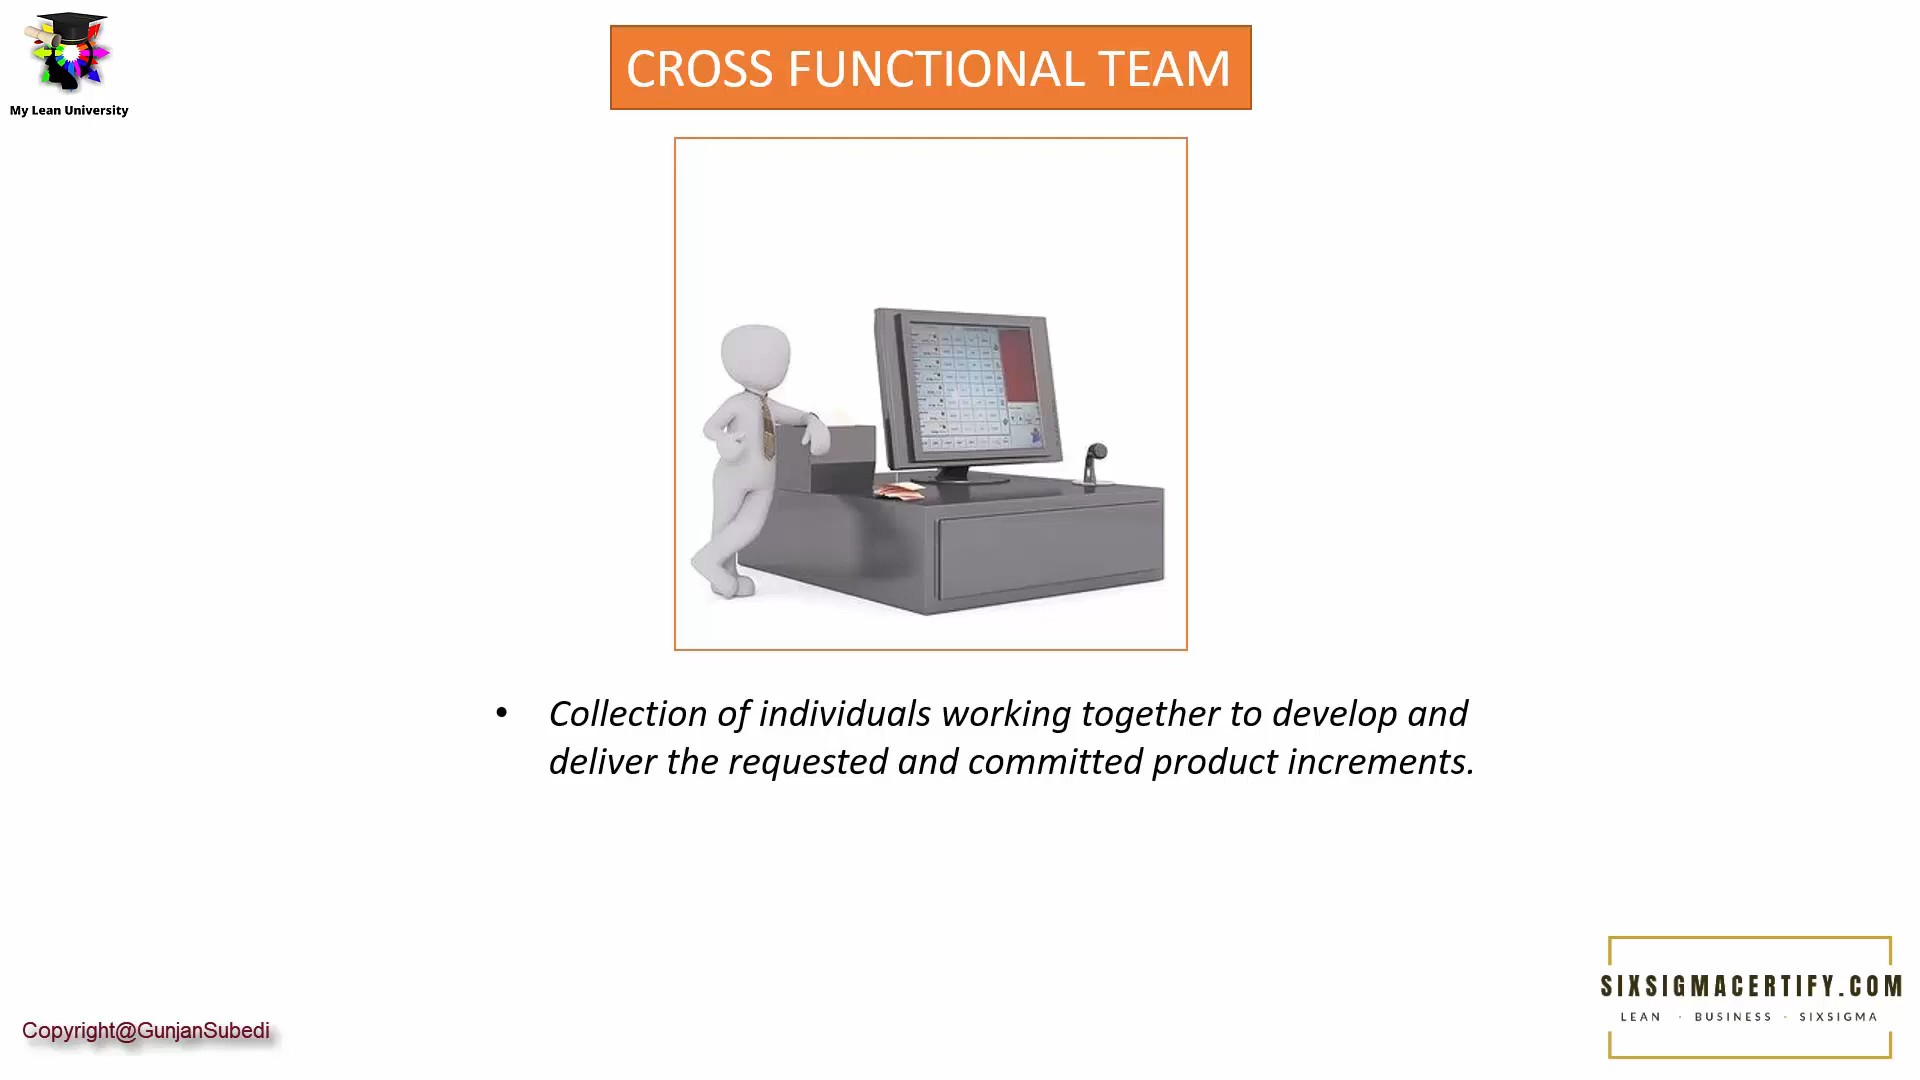 My Lean University
CROSS FUNCTIONAL TEAM
• Collection of individuals working together to develop and
deliver the requested and committed product increments.
Copyright@GunjanSubedi
SIXSIGMACERTIFY.COM
LEAN · BUSINESS · SIXSIGMA